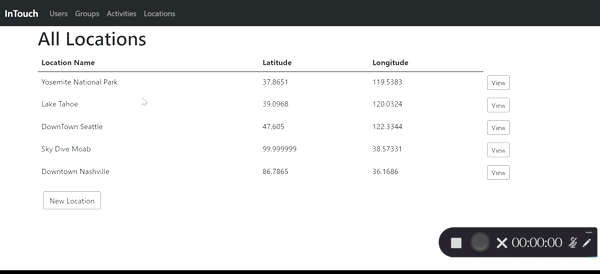 InTouch Users Groups Activities Locations
All Locations
Location Name Latitude Longitude
Yosemite National Park 37.8651 119.5383 View
Lake Tahoe 39.0968 120.0324 View
DownTown Seattle 47.605 122.3344 View
Sky Dive Moab 99.999999 38.57331 View
Downtown Nashville 86.7865 36.1686 View
New Location
00:00:00